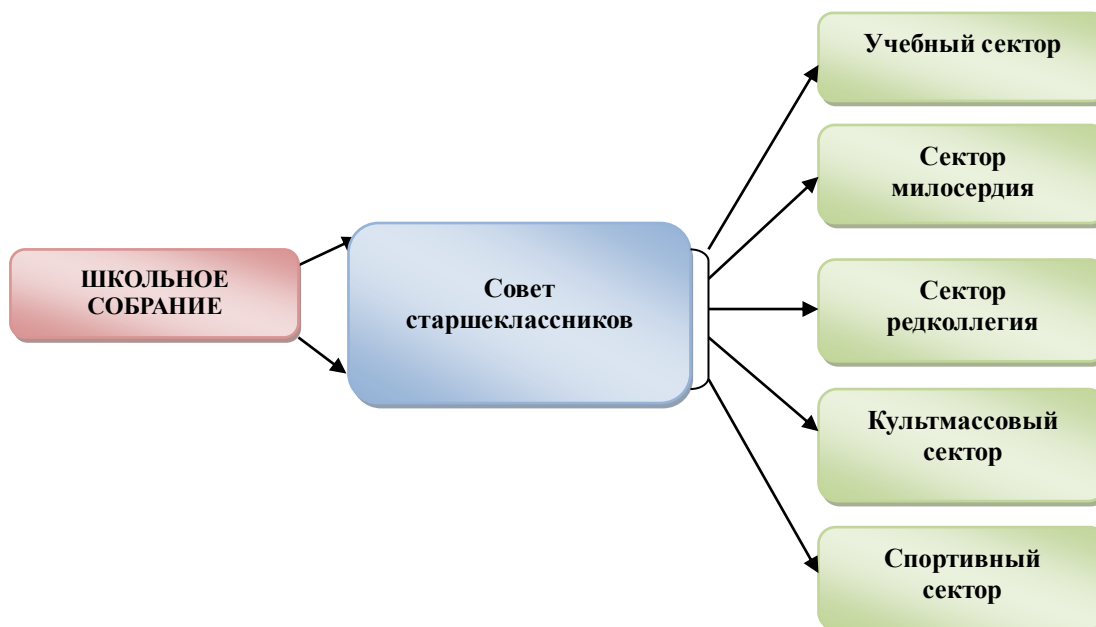 ШКОЛЬНОЕ
СОБРАНИЕ
Совет
старшеклассников
Учебный сектор
Сектор
милосердия
Сектор
редколлегия
Культмассовый
сектор
Спортивный
сектор